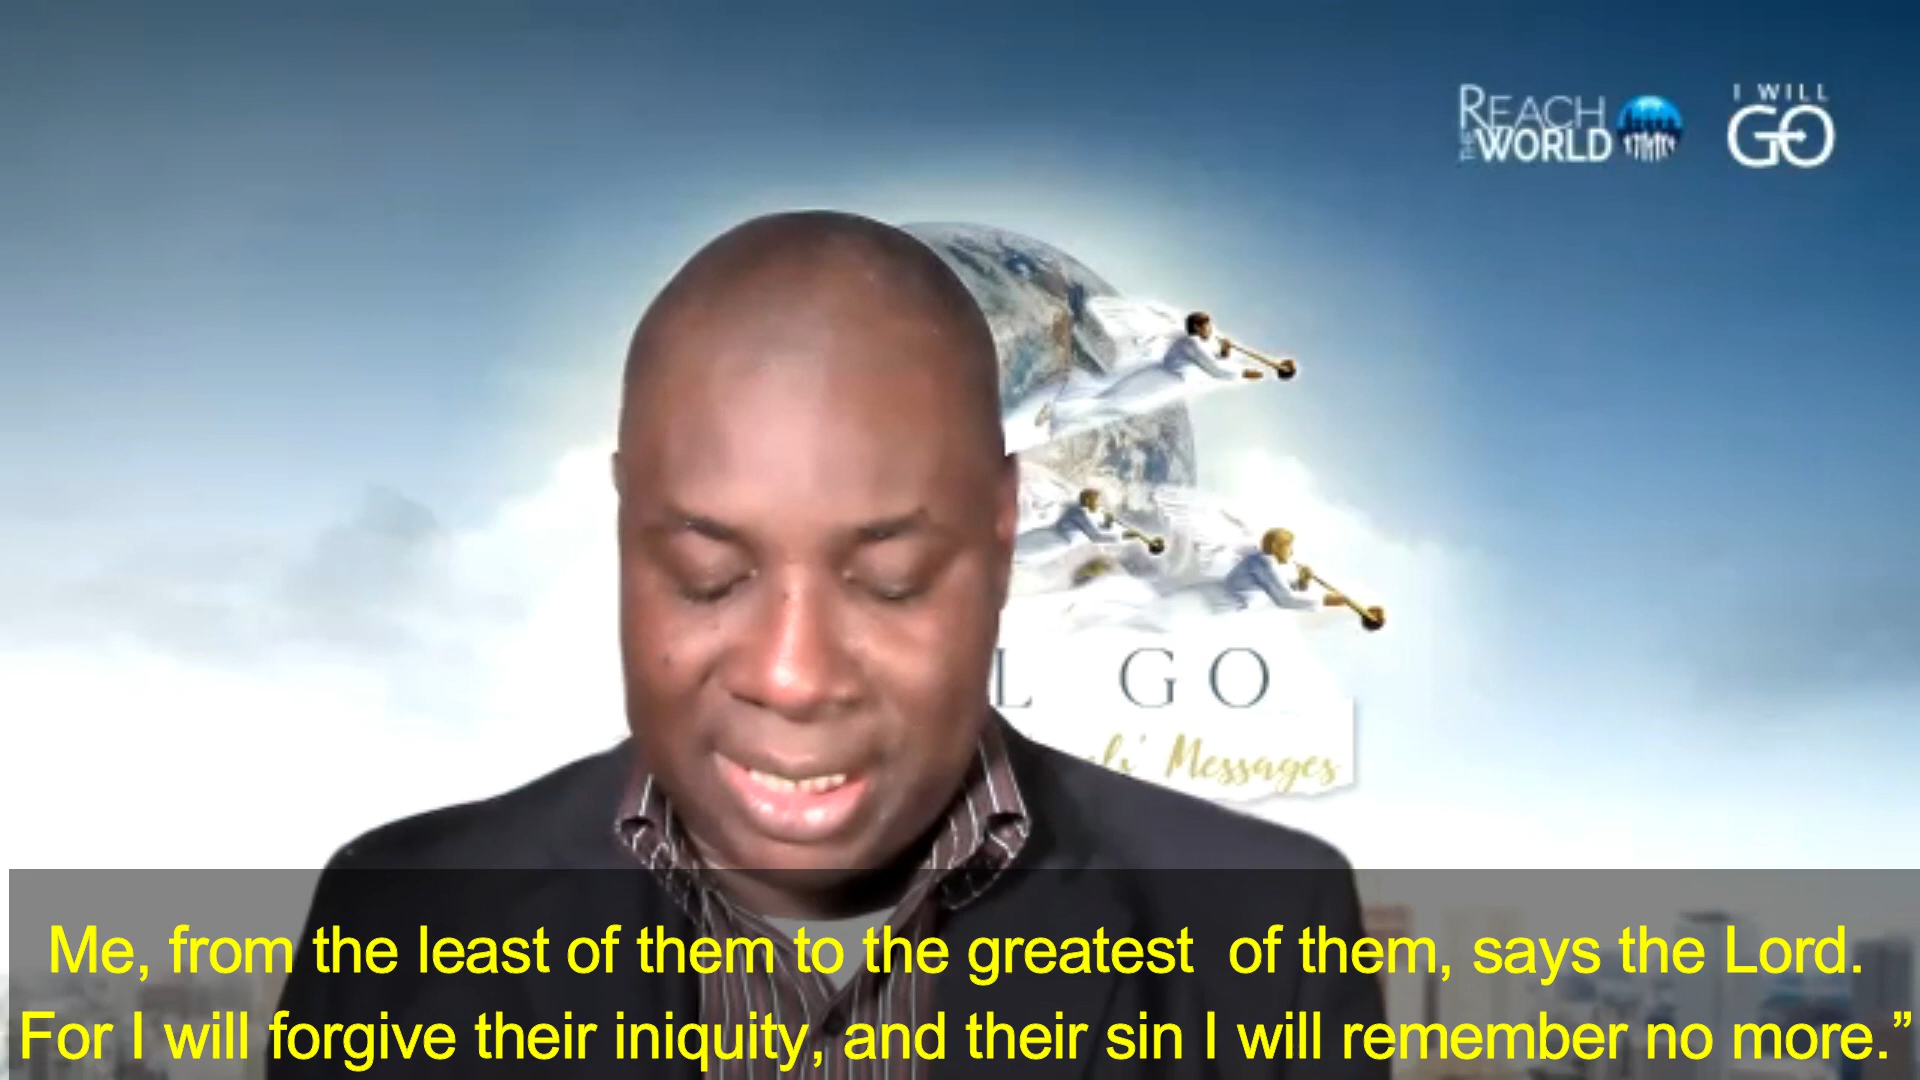 REACH
THE WORLD
I WILL
GO
L GO
Messages
Me, from the least of them to the greatest of them, says the Lord.
For I will forgive their iniquity, and their sin I will remember no more.”